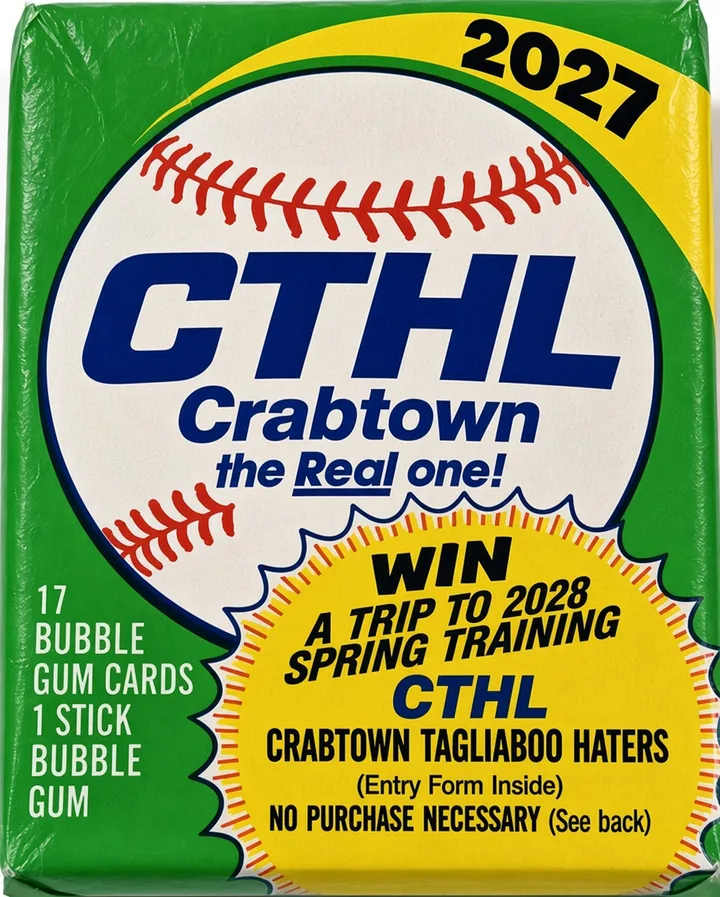 2027
CTHL
Crabtown
the Real one!
17
BUBBLE
GUM CARDS
1 STICK
BUBBLE
GUM
WIN
A TRIP TO 2028
SPRING TRAINING
CTHL
CRABTOWN TAGLIABOO HATERS
(Entry Form Inside)
NO PURCHASE NECESSARY (See back)